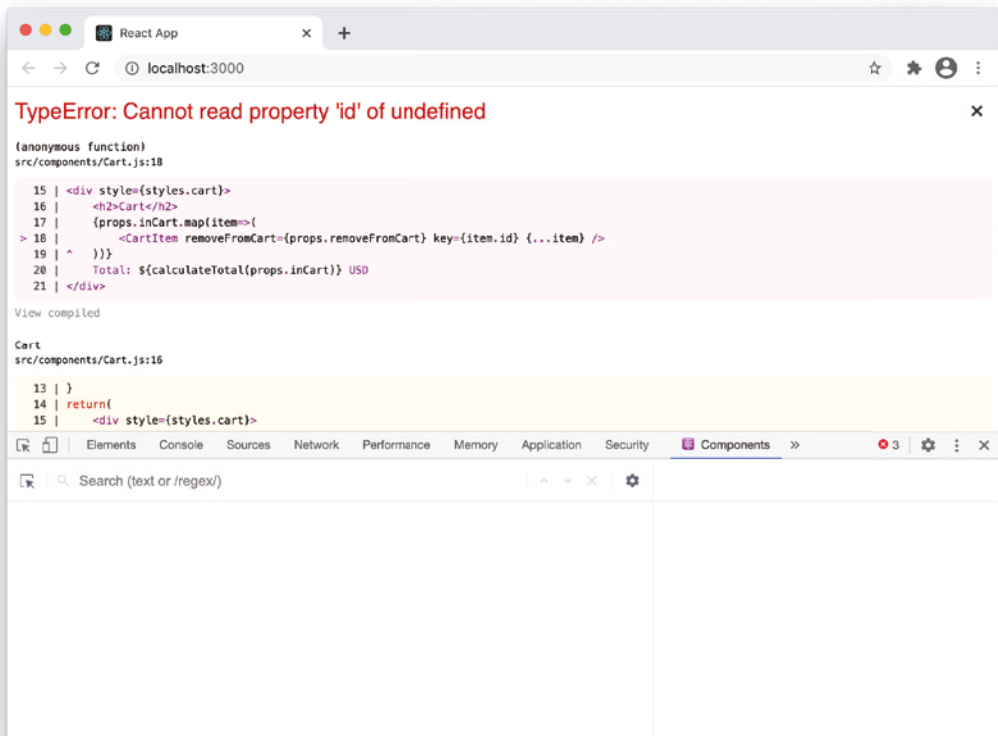 React App
localhost:3000
TypeError: Cannot read property 'id' of undefined
(anonymous function)
src/components/Cart.js:18
15 | <div style={styles.cart}>
16 |     <h2>Cart</h2>
17 |     {props.inCart.map(item=>(
> 18 |         <CartItem removeFromCart={props.removeFromCart} key={item.id} {...item} />
19 | ^   ))}
20 |     Total: ${calculateTotal(props.inCart)} USD
21 | </div>
View compiled
Cart
src/components/Cart.js:16
13 | }
14 | return(
15 |     <div style={styles.cart}>
Elements Console Sources Network Performance Memory Application Security Components » 3
Search (text or /regex/)